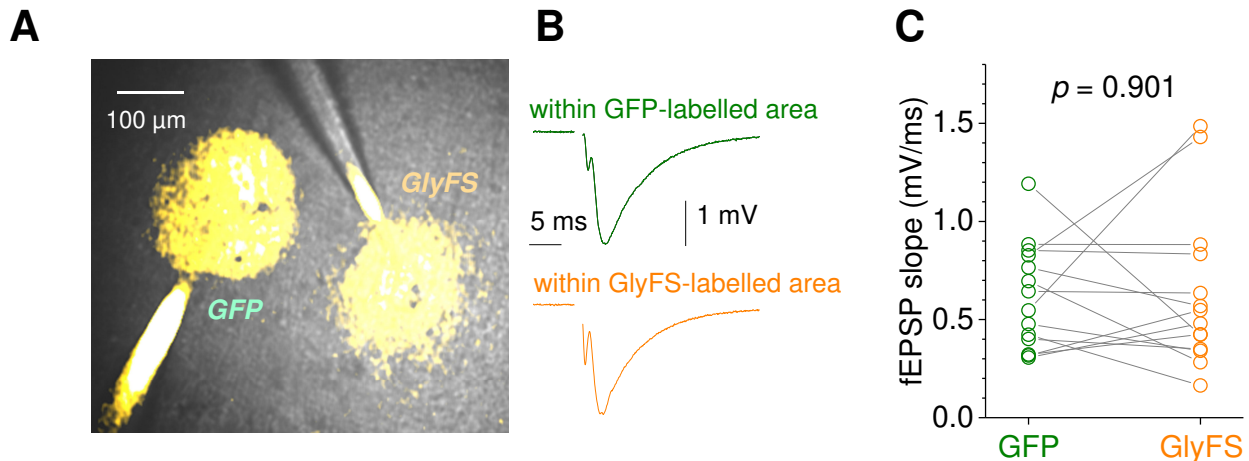 A
100 µm
GlyFS
GFP
B
within GFP-labelled area
5 ms
1 mV
within GlyFS-labelled area
C
p = 0.901
fEPSP slope (mV/ms)
1.5
1.0
0.5
0.0
GFP
GlyFS